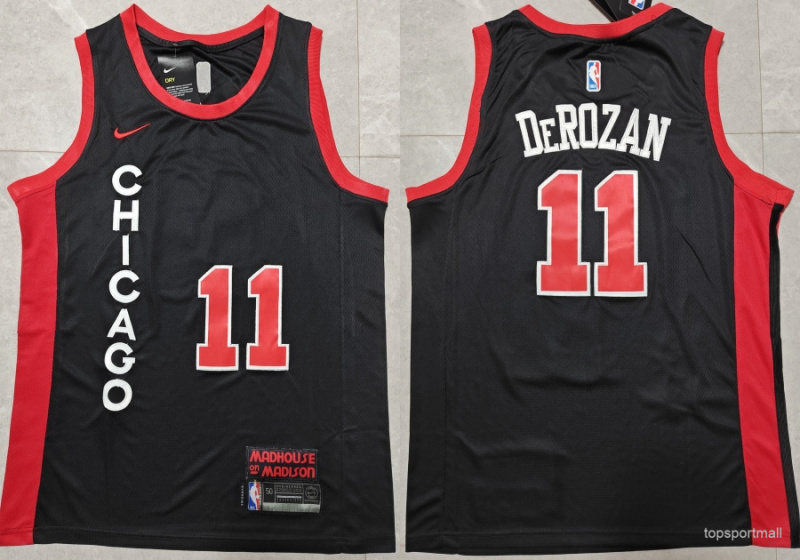 DRY
CHICAGO
11
MADHOUSE
on
MADISON
50
DeROZAN
11
topsportmall